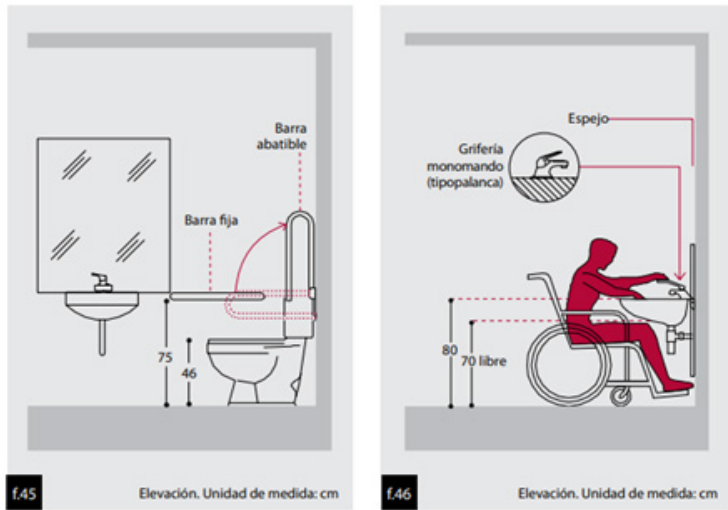 Barra
abatible
Barra fija
75
46
f.45
Elevación. Unidad de medida: cm
Espejo
Grifería
monomando
(tipopalanca)
80
70 libre
f.46
Elevación. Unidad de medida: cm